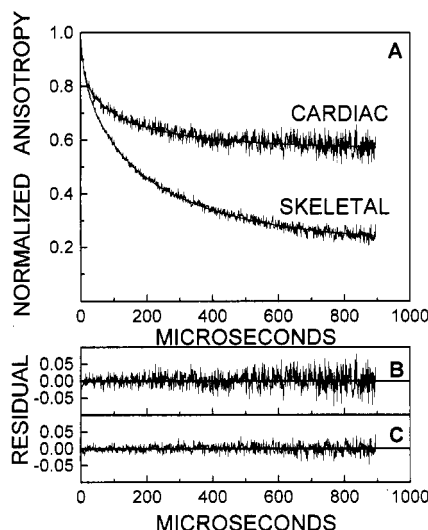 NORMALIZED ANISOTROPY
1.0
0.8
0.6
0.4
0.2
A
CARDIAC
SKELETAL
0 200 400 600 800 1000
MICROSECONDS
RESIDUAL
0.05
0.00
-0.05
B
0.05
0.00
-0.05
C
0 200 400 600 800 1000
MICROSECONDS